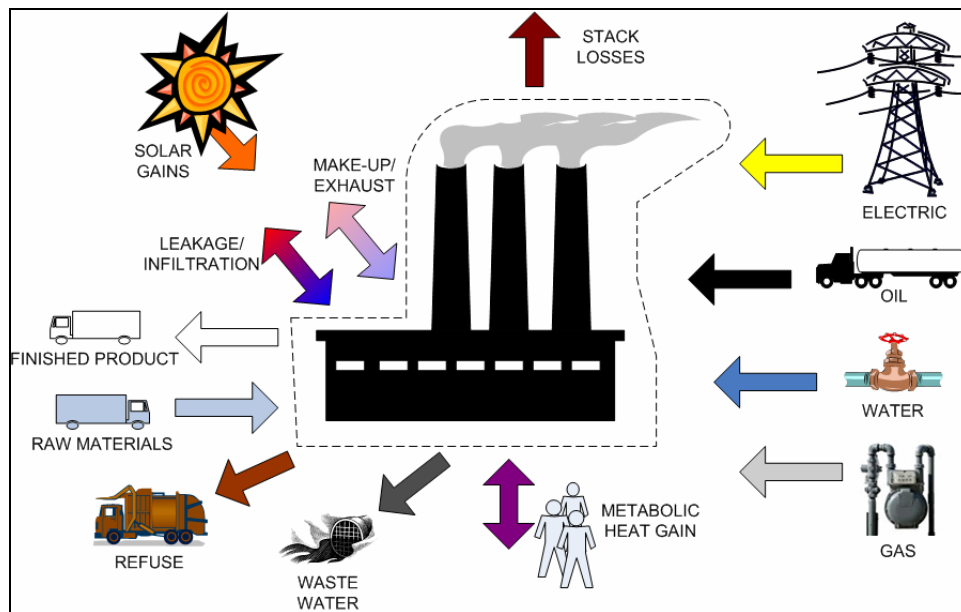 STACK
LOSSES
SOLAR
GAINS
MAKE-UP/
EXHAUST
ELECTRIC
LEAKAGE/
INFILTRATION
OIL
FINISHED PRODUCT
WATER
RAW MATERIALS
METABOLIC
HEAT GAIN
GAS
REFUSE
WASTE
WATER